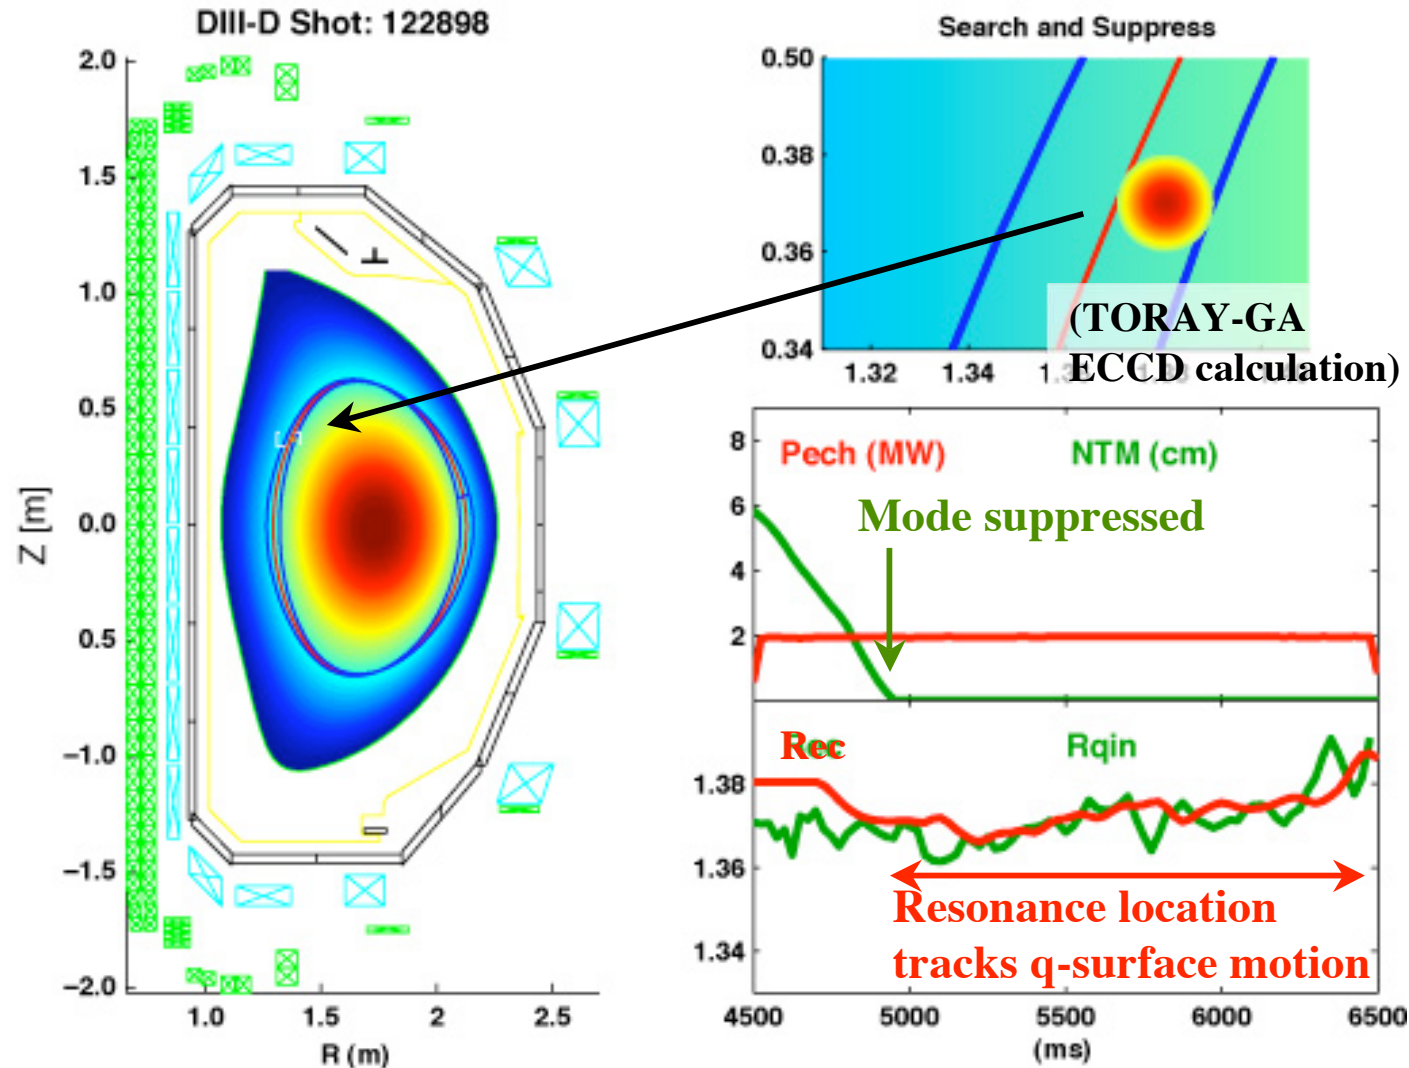 DIII-D Shot: 122898
2.0
1.5
1.0
0.5
0.0
0.5
−1.0
−1.5
−2.0
Z [m]
1.0 1.5 2 2.5
R (m)
Search and Suppress
0.50
0.38
0.36
0.34
1.32 1.34
(TORAY-GA
ECCD calculation)
8
6
4
2
Pech (MW) NTM (cm)
Mode suppressed
Rec Rqin
1.38
1.36
1.34
Resonance location
tracks q-surface motion
4500 5000 5500 6000 6500
(ms)